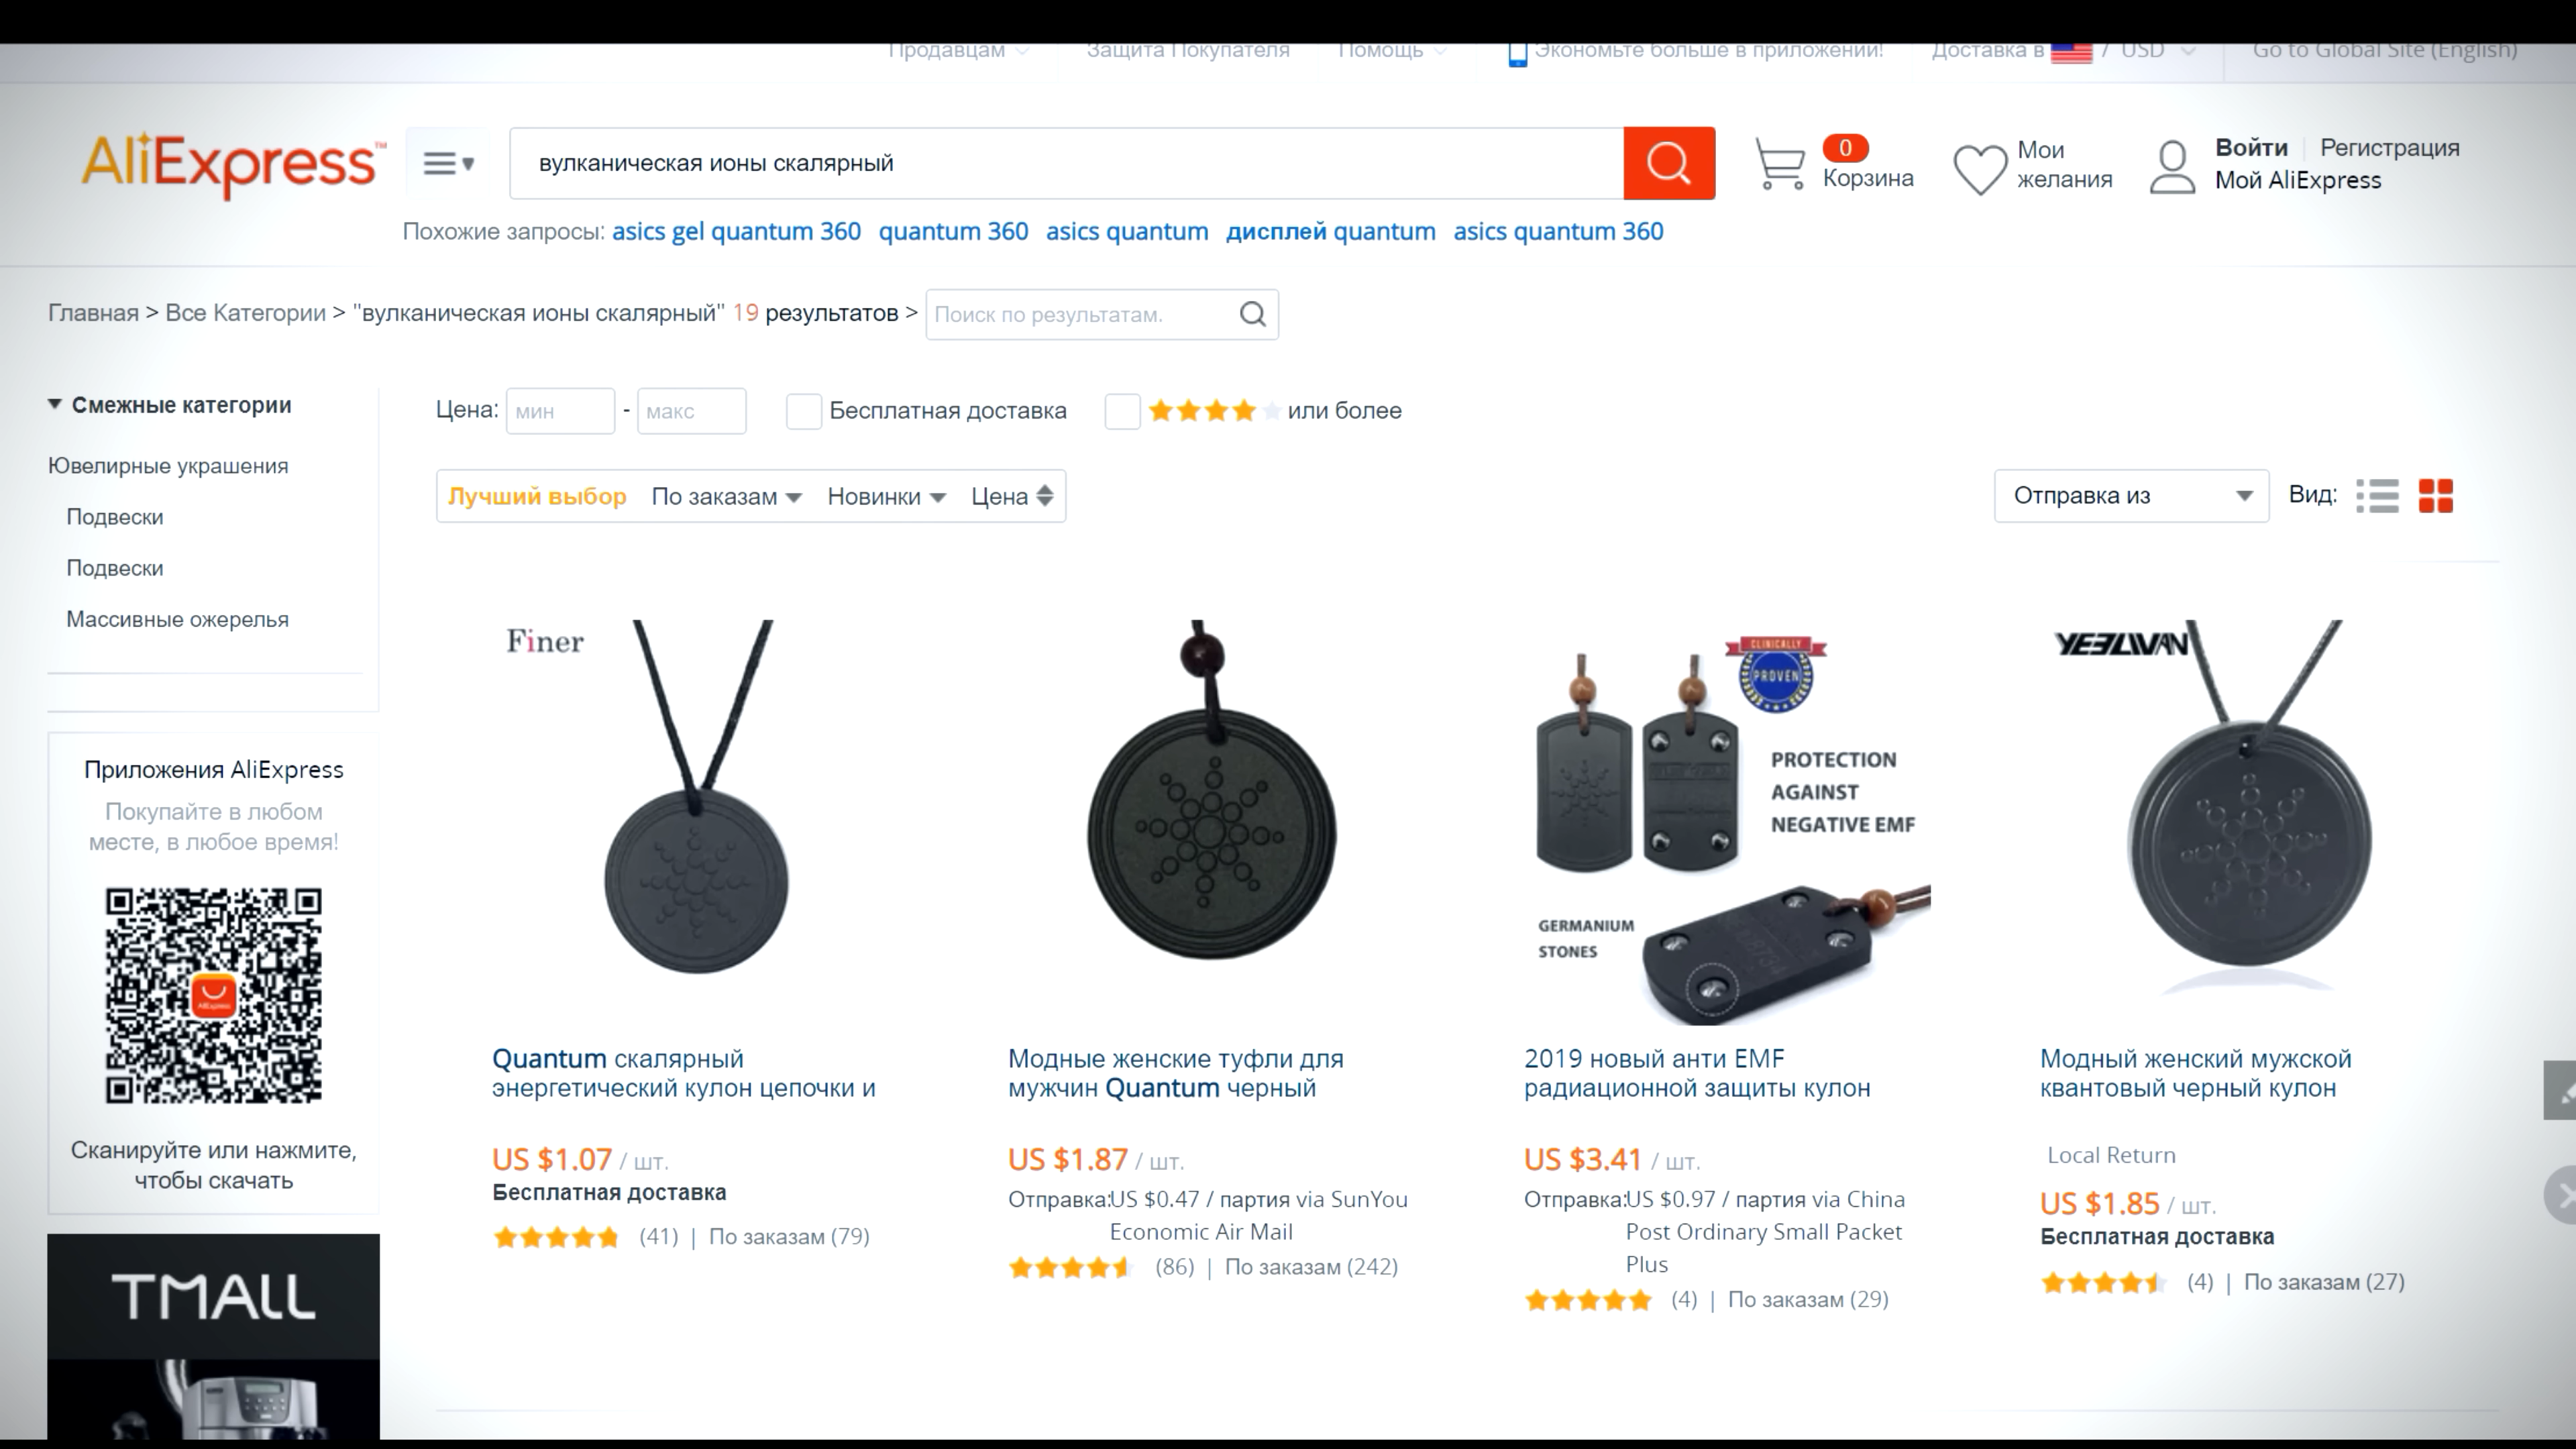 Продавцам
Защита Покупателя
Помощь
Экономьте больше в приложении!
Доставка в / USD
Go to Global Site (English)
AliExpress™
вулканическая ионы скалярный
0
Корзина
Мои
желания
Войти
Регистрация
Мой AliExpress
Похожие запросы: asics gel quantum 360 quantum 360 asics quantum дисплей quantum asics quantum 360
Главная > Все Категории > "вулканическая ионы скалярный" 19 результатов > Поиск по результатам.
Смежные категории
Ювелирные украшения
Подвески
Подвески
Массивные ожерелья
Цена: мин - макс Бесплатная доставка или более
Лучший выбор По заказам Новинки Цена
Отправка из
Вид:
Приложения AliExpress
Покупайте в любом
месте, в любое время!
AliExpress
Сканируйте или нажмите,
чтобы скачать
TMALL
Finer
Quantum скалярный
энергетический кулон цепочки и
US $1.07 / шт.
Бесплатная доставка
(41) | По заказам (79)
Модные женские туфли для
мужчин Quantum черный
US $1.87 / шт.
Отправка:US $0.47 / партия via SunYou
Economic Air Mail
(86) | По заказам (242)
CLINICALLY
PROVEN
PROTECTION
AGAINST
NEGATIVE EMF
GERMANIUM
STONES
2019 новый анти EMF
радиационной защиты кулон
US $3.41 / шт.
Отправка:US $0.97 / партия via China
Post Ordinary Small Packet
Plus
(4) | По заказам (29)
YEEZLIVAN
Модный женский мужской
квантовый черный кулон
Local Return
US $1.85 / шт.
Бесплатная доставка
(4) | По заказам (27)